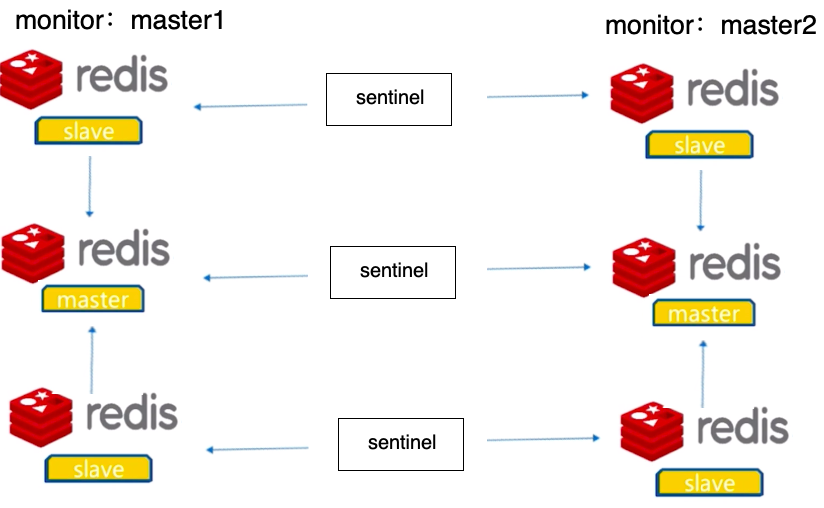 monitor：master1
monitor：master2
redis
sentinel
redis
slave
slave
redis
sentinel
redis
master
master
redis
sentinel
redis
slave
slave